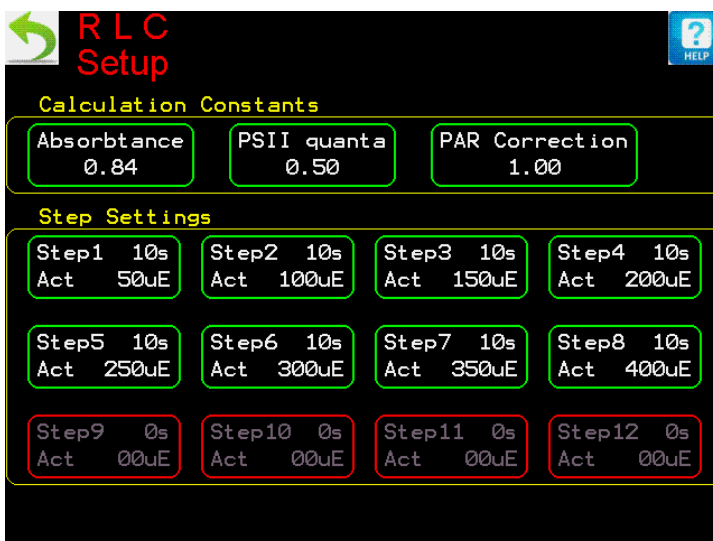 R L C
Setup
?
HELP
Calculation Constants
Absorbtance PSII quanta PAR Correction
0.84 0.50 1.00
Step Settings
Step1 10s Step2 10s Step3 10s Step4 10s
Act 50uE Act 100uE Act 150uE Act 200uE
Step5 10s Step6 10s Step7 10s Step8 10s
Act 250uE Act 300uE Act 350uE Act 400uE
Step9 0s Step10 0s Step11 0s Step12 0s
Act 00uE Act 00uE Act 00uE Act 00uE